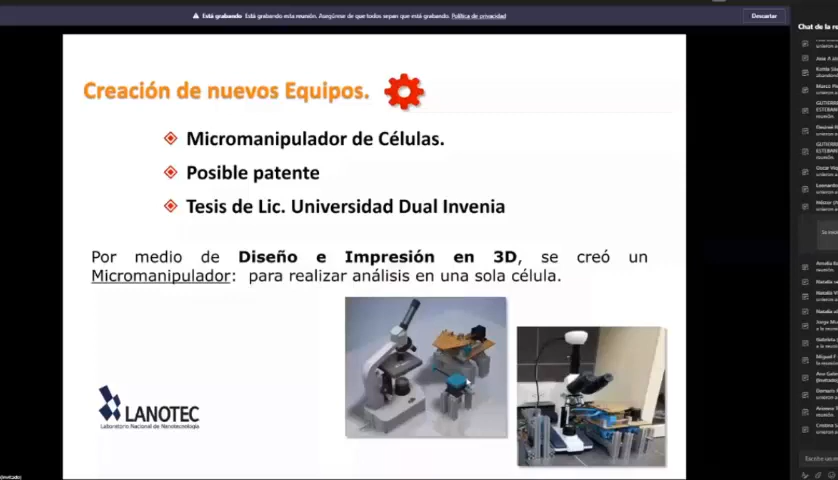 Está grabando Está grabando esta reunión. Asegúrese de que todos sepan que está grabando. Política de privacidad
Descartar
Chat de la re
Creación de nuevos Equipos.
Micromanipulador de Células.
Posible patente
Tesis de Lic. Universidad Dual Invenia
Por medio de Diseño e Impresión en 3D, se creó un
Micromanipulador: para realizar análisis en una sola célula.
LANOTEC
Laboratorio Nacional de Nanotecnología